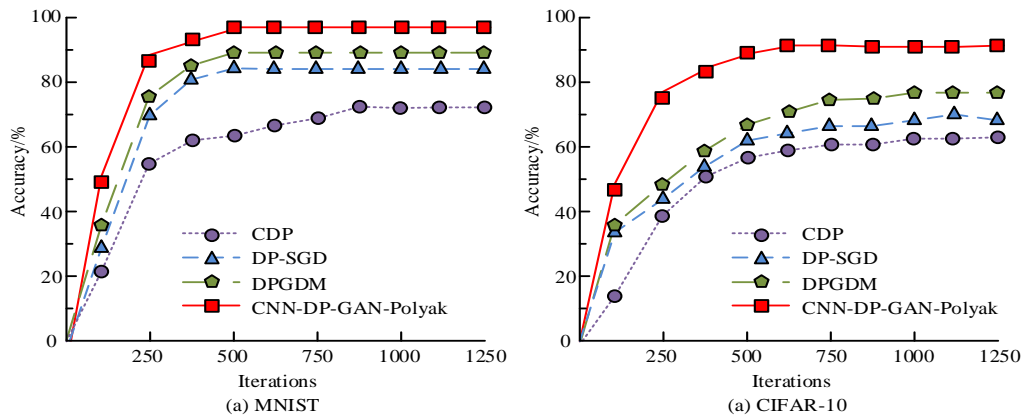 100
80
60
40
20
0
Accuracy/%
CDP
DP-SGD
DPGDM
CNN-DP-GAN-Polyak
250 500 750 1000 1250
Iterations
(a) MNIST
100
80
60
40
20
0
Accuracy/%
CDP
DP-SGD
DPGDM
CNN-DP-GAN-Polyak
250 500 750 1000 1250
Iterations
(a) CIFAR-10